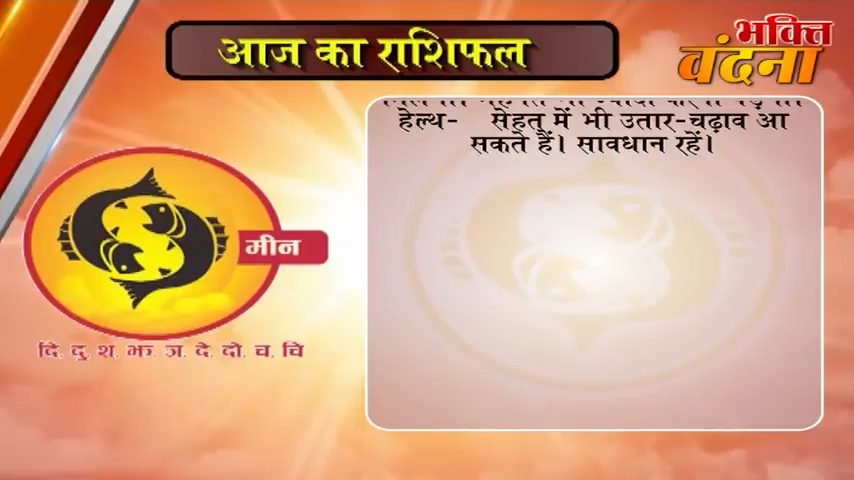 आज का राशिफल
भक्ति
वंदना
हेल्थ- सेहत में भी उतार-चढ़ाव आ
सकते हैं। सावधान रहें।
मीन
दि. दु. श. झ. ञ. दे. दो. च. चि